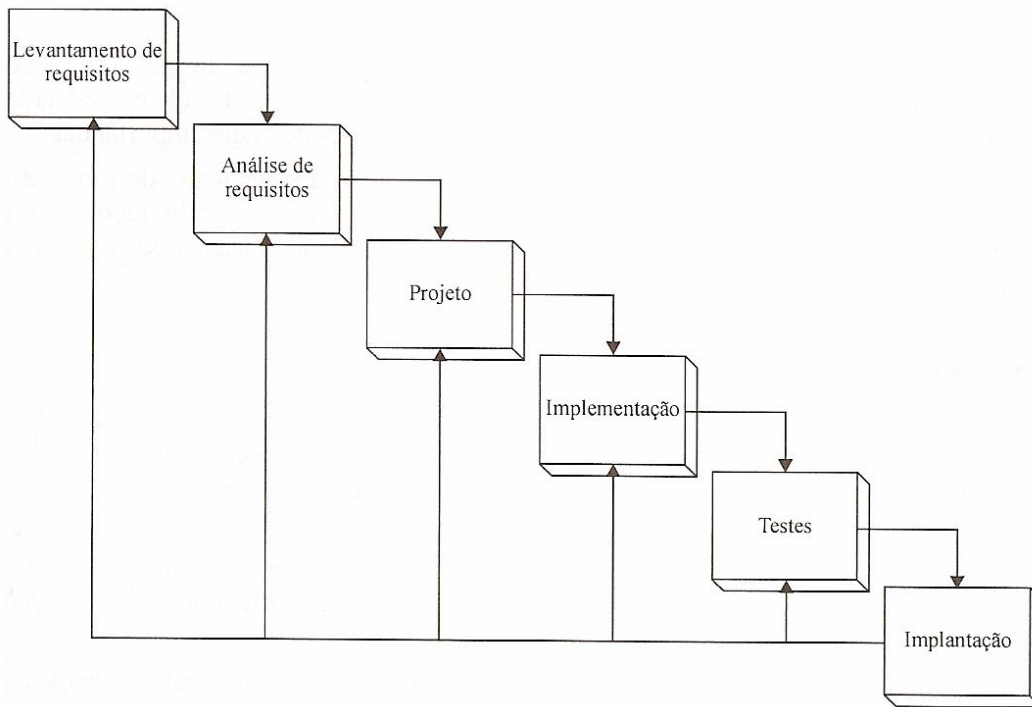 Levantamento de
requisitos
Análise de
requisitos
Projeto
Implementação
Testes
Implantação